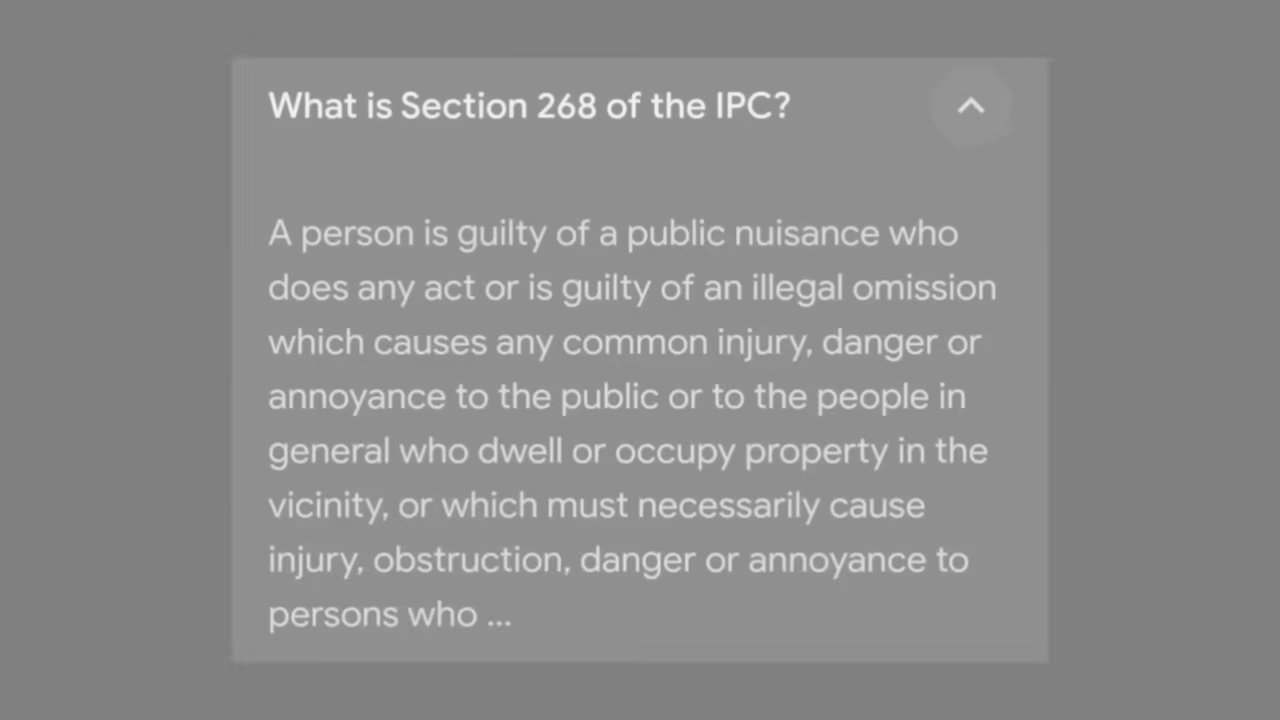 What is Section 268 of the IPC?
A person is guilty of a public nuisance who
does any act or is guilty of an illegal omission
which causes any common injury, danger or
annoyance to the public or to the people in
general who dwell or occupy property in the
vicinity, or which must necessarily cause
injury, obstruction, danger or annoyance to
persons who ...